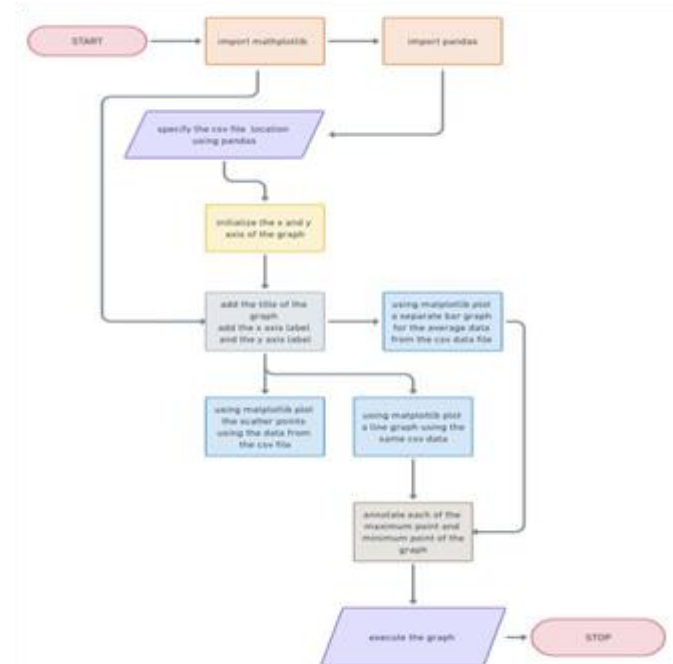 START
import mathplotlib
import pandas
specify the csv file location
using pandas
initialize the x and y
axis of the graph
add the title of the
graph
add the x axis label
and the y axis label
using matplotlib plot
a separate bar graph
for the average data
from the csv data file
using matplotlib plot
the scatter points
using the data from
the csv file
using matplotlib plot
a line graph using the
same csv data
annotate each of the
maximum point and
minimum point of the
graph
execute the graph
STOP